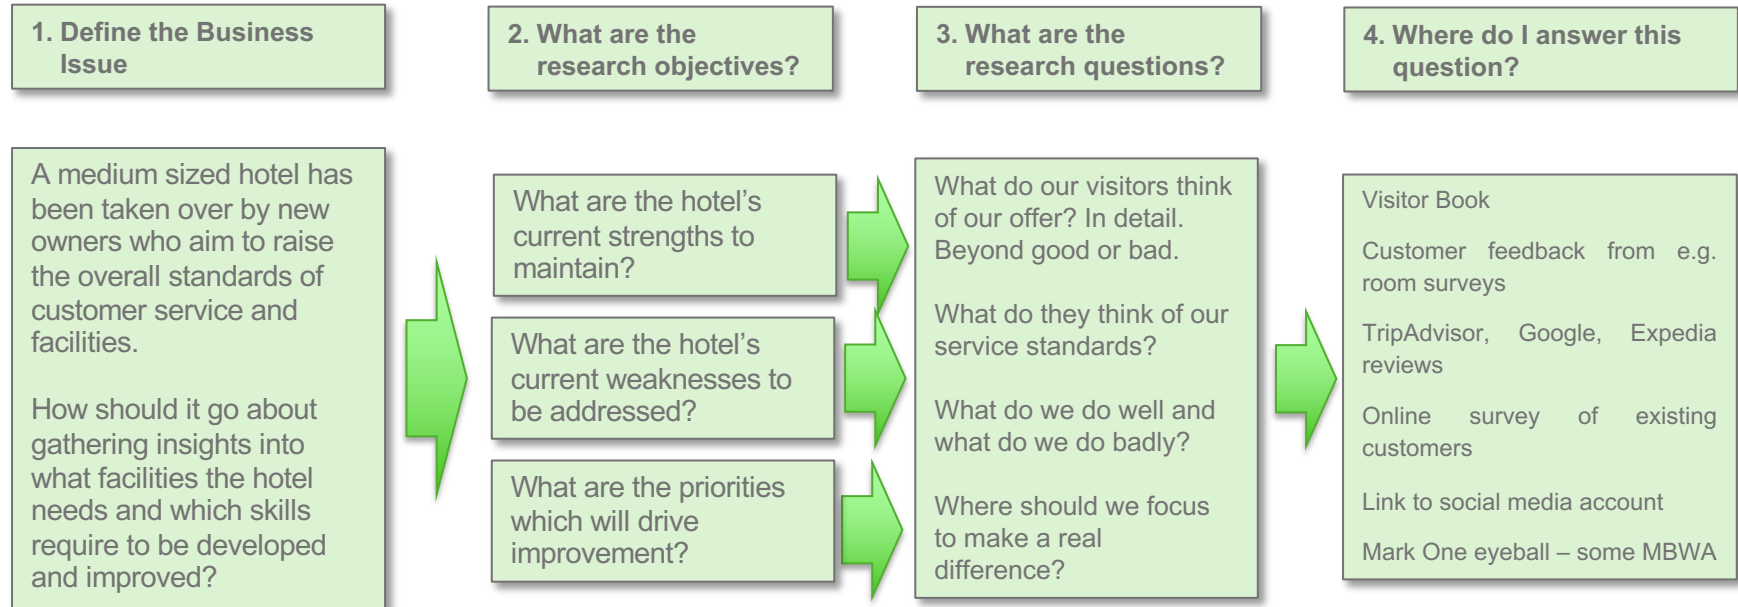 1. Define the Business
Issue
2. What are the
research objectives?
3. What are the
research questions?
4. Where do I answer this
question?
A medium sized hotel has
been taken over by new
owners who aim to raise
the overall standards of
customer service and
facilities.
How should it go about
gathering insights into
what facilities the hotel
needs and which skills
require to be developed
and improved?
What are the hotel’s
current strengths to
maintain?
What are the hotel’s
current weaknesses to
be addressed?
What are the priorities
which will drive
improvement?
What do our visitors think
of our offer? In detail.
Beyond good or bad.
What do they think of our
service standards?
What do we do well and
what do we do badly?
Where should we focus
to make a real
difference?
Visitor Book
Customer feedback from e.g.
room surveys
TripAdvisor, Google, Expedia
reviews
Online survey of existing
customers
Link to social media account
Mark One eyeball – some MBWA